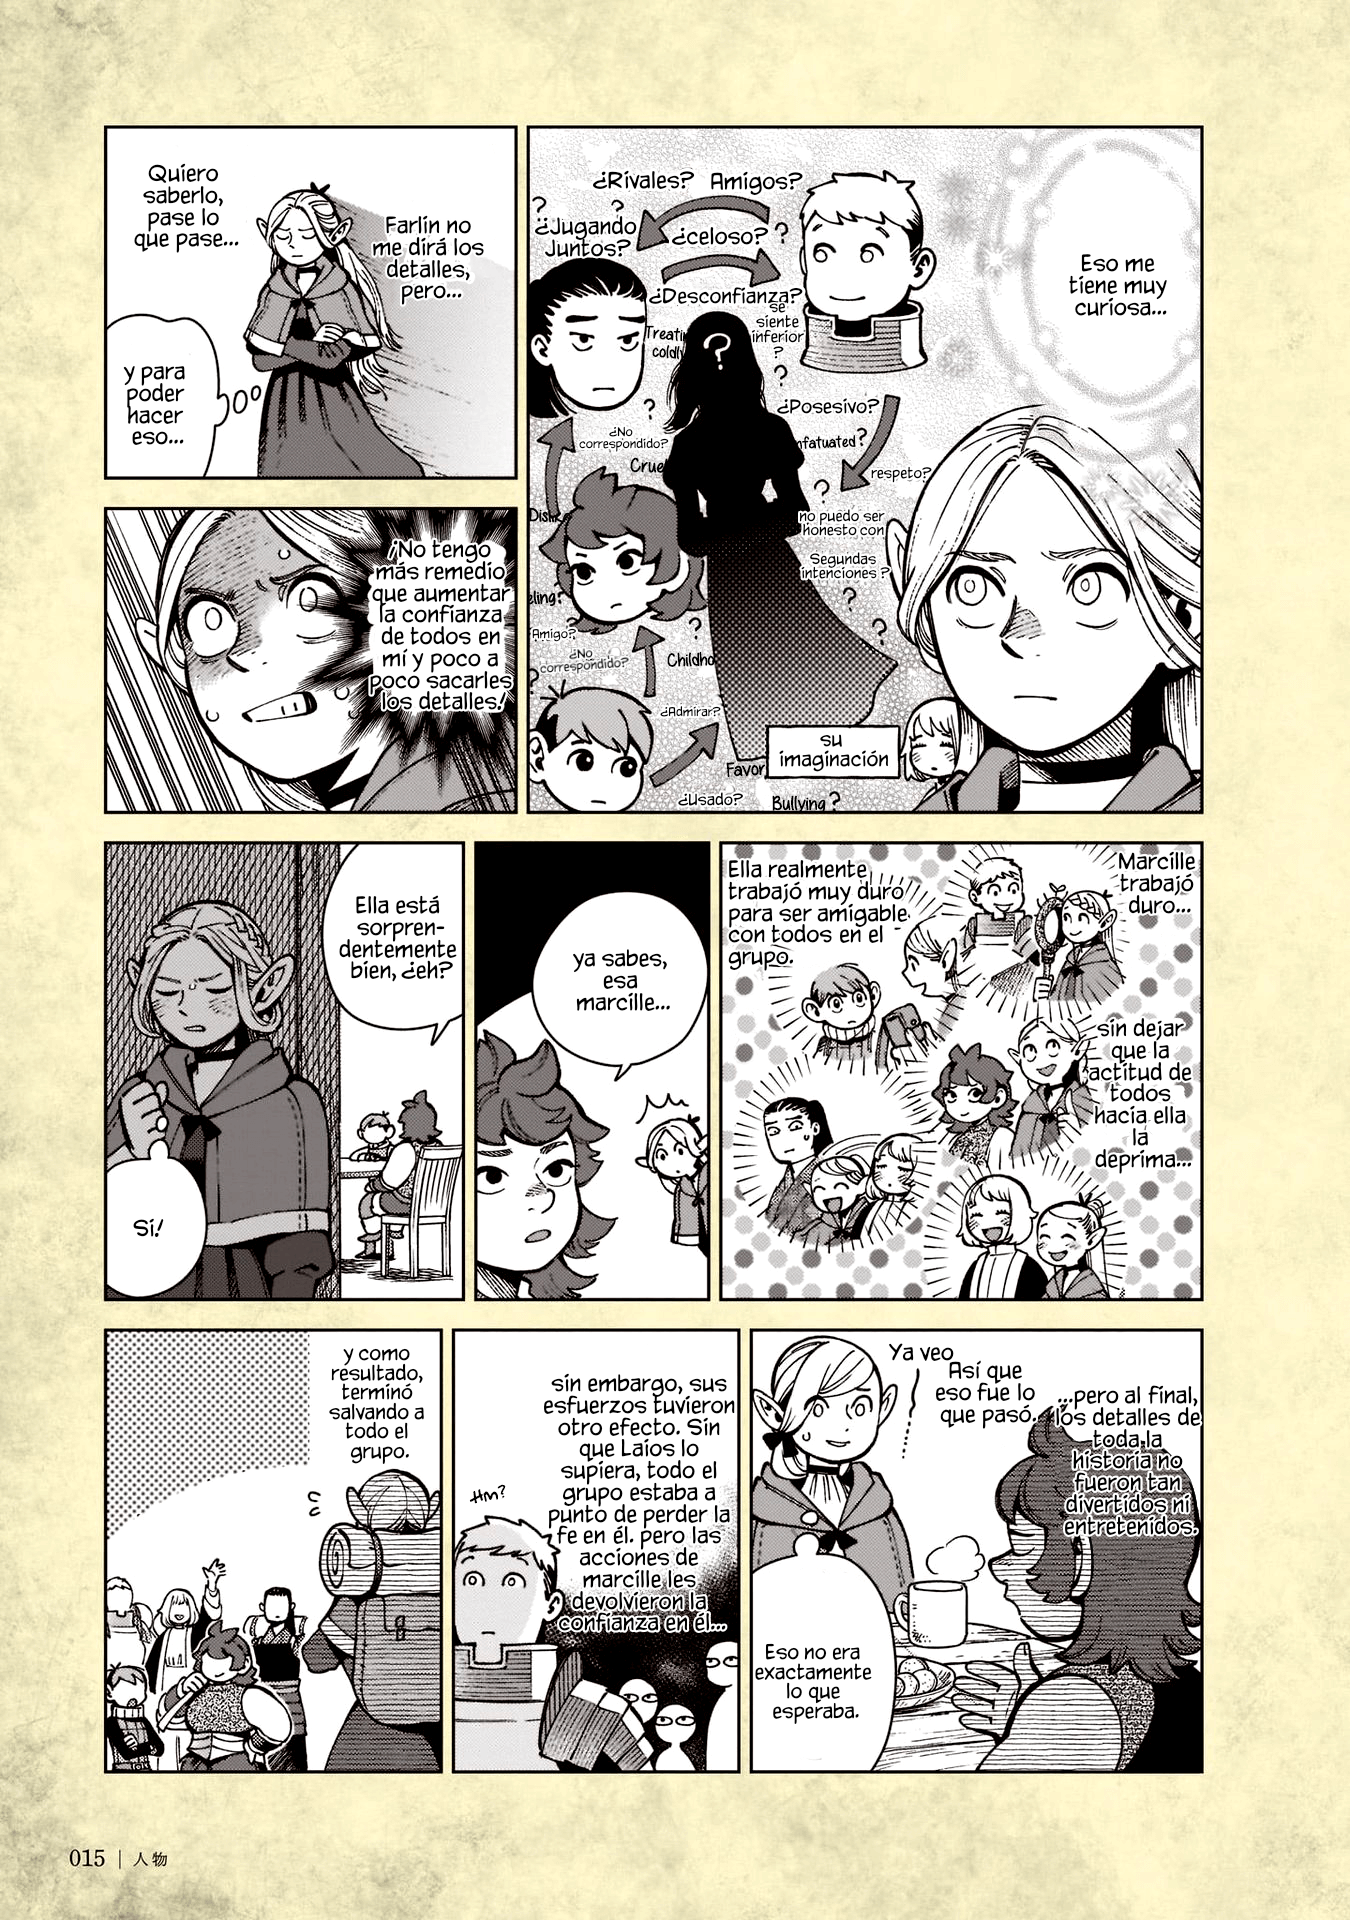 Eso me
tiene muy
curiosa...
¿Rivales?
Amigos?
?
?
¿Jugando
Juntos?
¿celoso? ?
¿Desconfianza?
se
siente
inferior
?
?
?
¿Posesivo?
?
¿No
correspondido?
respeto?
?
no puedo ser
honesto con
Segundas
intenciones ?
?
?
Amigo?
¿No
correspondido?
?
?
¿Admirar?
su
imaginación
¿Usado?
Bullying ?
Quiero
saberlo,
pase lo
que pase...
Farlin no
me dirá los
detalles,
pero...
y para
poder
hacer
eso...
¡No tengo
más remedio
que aumentar
la confianza
de todos en
mí y poco a
poco sacarles
los detalles!
Marcille
trabajó
duro...
Ella realmente
trabajó muy duro
para ser amigable
con todos en el
grupo.
sin dejar
que la
actitud de
todos
hacia ella
la
deprima...
ya sabes,
esa
marcille...
Ella está
sorpren-
dentemente
bien, ¿eh?
Sí!
Ya veo
Así que
eso fue lo
que pasó.
...pero al final,
los detalles de
toda la
historia no
fueron tan
divertidos ni
entretenidos.
Eso no era
exactamente
lo que
esperaba.
sin embargo, sus
esfuerzos tuvieron
otro efecto. Sin
que Laios lo
supiera, todo el
grupo estaba a
punto de perder la
fe en él. pero las
acciones de
marcille les
devolvieron la
confianza en él...
Hm?
y como
resultado,
terminó
salvando a
todo el
grupo.
015 | 人物